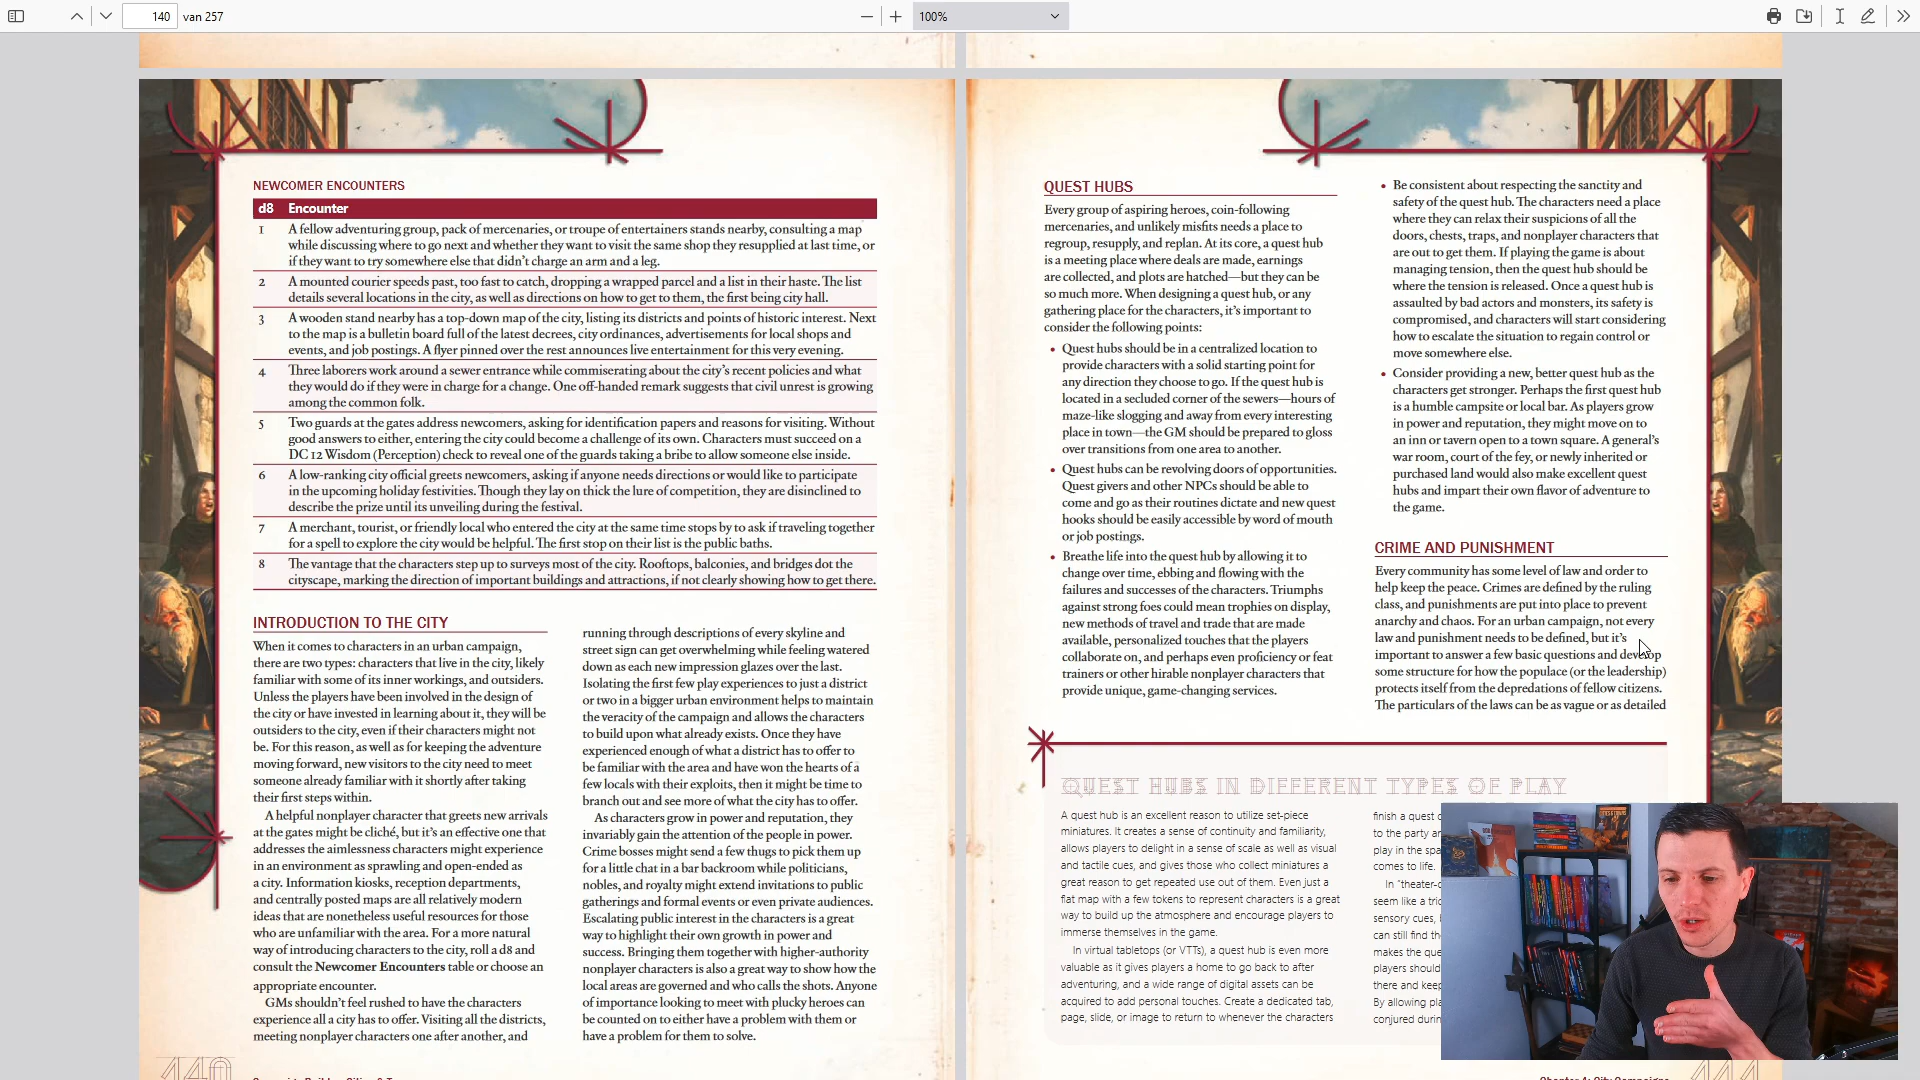 140
van 257
100%
NEWCOMER ENCOUNTERS
d8 Encounter
1 A fellow adventuring group, pack of mercenaries, or troupe of entertainers stands nearby, consulting a map
while discussing where to go next and whether they want to visit the same shop they resupplied at last time, or
if they want to try somewhere else that didn't charge an arm and a leg.
2 A mounted courier speeds past, too fast to catch, dropping a wrapped parcel and a list in their haste. The list
details several locations in the city, as well as directions on how to get to them, the first being city hall.
3 A wooden stand nearby has a top-down map of the city, listing its districts and points of historic interest. Next
to the map is a bulletin board full of the latest decrees, city ordinances, advertisements for local shops and
events, and job postings. A flyer pinned over the rest announces live entertainment for this very evening.
4 Three laborers work around a sewer entrance while commiserating about the city's recent policies and what
they would do if they were in charge for a change. One off-handed remark suggests that civil unrest is growing
among the common folk.
5 Two guards at the gates address newcomers, asking for identification papers and reasons for visiting. Without
good answers to either, entering the city could become a challenge of its own. Characters must succeed on a
DC 12 Wisdom (Perception) check to reveal one of the guards taking a bribe to allow someone else inside.
6 A low-ranking city official greets newcomers, asking if anyone needs directions or would like to participate
in the upcoming holiday festivities. Though they lay on thick the lure of competition, they are disinclined to
describe the prize until its unveiling during the festival.
7 A merchant, tourist, or friendly local who entered the city at the same time stops by to ask if traveling together
for a spell to explore the city would be helpful. The first stop on their list is the public baths.
8 The vantage that the characters step up to surveys most of the city. Rooftops, balconies, and bridges dot the
cityscape, marking the direction of important buildings and attractions, if not clearly showing how to get there.
INTRODUCTION TO THE CITY
When it comes to characters in an urban campaign,
there are two types: characters that live in the city, likely
familiar with some of its inner workings, and outsiders.
Unless the players have been involved in the design of
the city or have invested in learning about it, they will be
outsiders to the city, even if their characters might not
be. For this reason, as well as for keeping the adventure
moving forward, new visitors to the city need to meet
someone already familiar with it shortly after taking
their first steps within.
A helpful nonplayer character that greets new arrivals
at the gates might be cliché, but it's an effective one that
addresses the aimlessness characters might experience
in an environment as sprawling and open-ended as
a city. Information kiosks, reception departments,
and centrally posted maps are all relatively modern
ideas that are nonetheless useful resources for those
who are unfamiliar with the area. For a more natural
way of introducing characters to the city, roll a d8 and
consult the Newcomer Encounters table or choose an
appropriate encounter.
GMs shouldn't feel rushed to have the characters
experience all a city has to offer. Visiting all the districts,
meeting nonplayer characters one after another, and
running through descriptions of every skyline and
street sign can get overwhelming while feeling watered
down as each new impression glazes over the last.
Isolating the first few play experiences to just a district
or two in a bigger urban environment helps to maintain
the veracity of the campaign and allows the characters
to build upon what already exists. Once they have
experienced enough of what a district has to offer to
be familiar with the area and have won the hearts of a
few locals with their exploits, then it might be time to
branch out and see more of what the city has to offer.
As characters grow in power and reputation, they
invariably gain the attention of the people in power.
Crime bosses might send a few thugs to pick them up
for a little chat in a bar backroom while politicians,
nobles, and royalty might extend invitations to public
gatherings and formal events or even private audiences.
Escalating public interest in the characters is a great
way to highlight their own growth in power and
success. Bringing them together with higher-authority
nonplayer characters is also a great way to show how the
local areas are governed and who calls the shots. Anyone
of importance looking to meet with plucky heroes can
be counted on to either have a problem with them or
have a problem for them to solve.
140
QUEST HUBS
Every group of aspiring heroes, coin-following
mercenaries, and unlikely misfits needs a place to
regroup, resupply, and replan. At its core, a quest hub
is a meeting place where deals are made, earnings
are collected, and plots are hatched—but they can be
so much more. When designing a quest hub, or any
gathering place for the characters, it's important to
consider the following points:
• Quest hubs should be in a centralized location to
provide characters with a solid starting point for
any direction they choose to go. If the quest hub is
located in a secluded corner of the sewers—hours of
maze-like slogging and away from every interesting
place in town—the GM should be prepared to gloss
over transitions from one area to another.
• Quest hubs can be revolving doors of opportunities.
Quest givers and other NPCs should be able to
come and go as their routines dictate and new quest
hooks should be easily accessible by word of mouth
or job postings.
• Breathe life into the quest hub by allowing it to
change over time, ebbing and flowing with the
failures and successes of the characters. Triumphs
against strong foes could mean trophies on display,
new methods of travel and trade that are made
available, personalized touches that the players
collaborate on, and perhaps even proficiency or feat
trainers or other hirable nonplayer characters that
provide unique, game-changing services.
• Be consistent about respecting the sanctity and
safety of the quest hub. The characters need a place
where they can relax their suspicions of all the
doors, chests, traps, and nonplayer characters that
are out to get them. If playing the game is about
managing tension, then the quest hub should be
where the tension is released. Once a quest hub is
assaulted by bad actors and monsters, its safety is
compromised, and characters will start considering
how to escalate the situation to regain control or
move somewhere else.
• Consider providing a new, better quest hub as the
characters get stronger. Perhaps the first quest hub
is a humble campsite or local bar. As players grow
in power and reputation, they might move on to
an inn or tavern open to a town square. A general's
war room, court of the fey, or newly inherited or
purchased land would also make excellent quest
hubs and impart their own flavor of adventure to
the game.
CRIME AND PUNISHMENT
Every community has some level of law and order to
help keep the peace. Crimes are defined by the ruling
class, and punishments are put into place to prevent
anarchy and chaos. For an urban campaign, not every
law and punishment needs to be defined, but it's
important to answer a few basic questions and develop
some structure for how the populace (or the leadership)
protects itself from the depredations of fellow citizens.
The particulars of the laws can be as vague or as detailed
QUEST HUBS IN DIFFERENT TYPES OF PLAY
A quest hub is an excellent reason to utilize set-piece
miniatures. It creates a sense of continuity and familiarity,
allows players to delight in a sense of scale as well as visual
and tactile cues, and gives those who collect miniatures a
great reason to get repeated use out of them. Even just a
flat map with a few tokens to represent characters is a great
way to build up the atmosphere and encourage players to
immerse themselves in the game.
In virtual tabletops (or VTTs), a quest hub is even more
valuable as it gives players a home to go back to after
adventuring, and a wide range of digital assets can be
acquired to add personal touches. Create a dedicated tab,
page, slide, or image to return to whenever the characters
finish a quest
to the party
play in the
comes to life.
In
seem like a
sensory cues,
can still find
makes the
players should
there and keep
By allowing
conjured